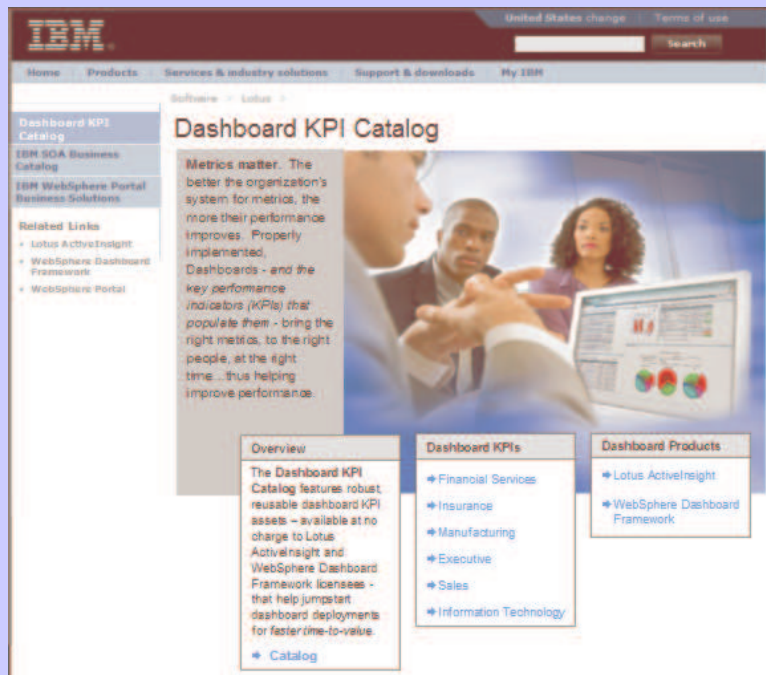 IBM.
United States change
Terms of use
Search
Home
Products
Services & industry solutions
Support & downloads
My IBM
Software > Lotus >
Dashboard KPI
Catalog
IBM SOA Business
Catalog
IBM WebSphere Portal
Business Solutions
Related Links
Lotus ActiveInsight
WebSphere Dashboard
Framework
WebSphere Portal
Dashboard KPI Catalog
Metrics matter. The
better the organization's
system for metrics, the
more their performance
improves. Properly
implemented,
Dashboards - and the
key performance
indicators (KPIs) that
populate them - bring the
right metrics, to the right
people, at the right
time...thus helping
improve performance.
Overview
The Dashboard KPI
Catalog features robust,
reusable dashboard KPI
assets – available at no
charge to Lotus
ActiveInsight and
WebSphere Dashboard
Framework licensees -
that help jumpstart
dashboard deployments
for faster time-to-value.
Catalog
Dashboard KPIs
Financial Services
Insurance
Manufacturing
Executive
Sales
Information Technology
Dashboard Products
Lotus ActiveInsight
WebSphere Dashboard
Framework